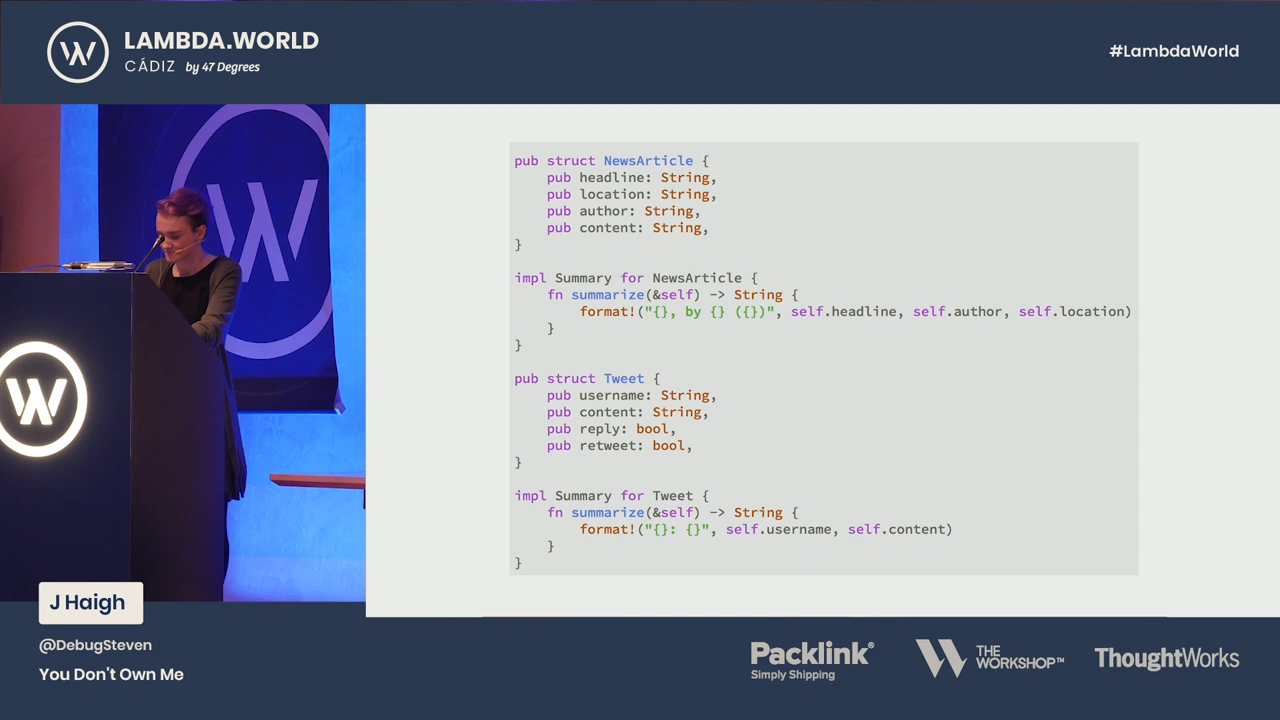 LAMBDA.WORLD
CÁDIZ by 47 Degrees
#LambdaWorld
pub struct NewsArticle {
    pub headline: String,
    pub location: String,
    pub author: String,
    pub content: String,
}
impl Summary for NewsArticle {
    fn summarize(&self) -> String {
        format!("{}, by {} ({})", self.headline, self.author, self.location)
    }
}
pub struct Tweet {
    pub username: String,
    pub content: String,
    pub reply: bool,
    pub retweet: bool,
}
impl Summary for Tweet {
    fn summarize(&self) -> String {
        format!("{}: {}", self.username, self.content)
    }
}
J Haigh
@DebugSteven
You Don't Own Me
Packlink®
Simply Shipping
THE
WORKSHOP™
ThoughtWorks